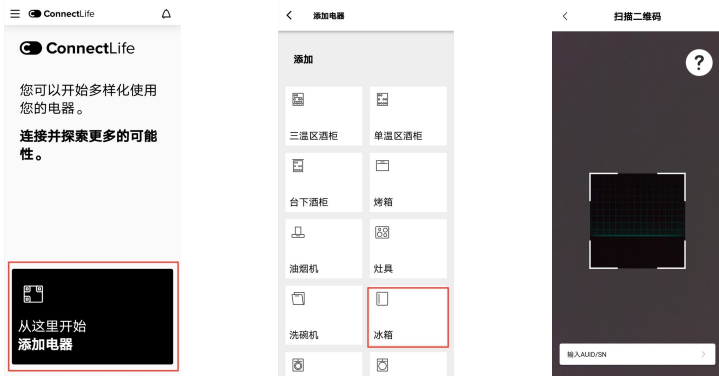 ConnectLife
ConnectLife
您可以开始多样化使用
您的电器。
连接并探索更多的可能
性。
从这里开始
添加电器
添加电器
添加
三温区酒柜
单温区酒柜
台下酒柜
烤箱
油烟机
灶具
洗碗机
冰箱
扫描二维码
?
输入AUID/SN